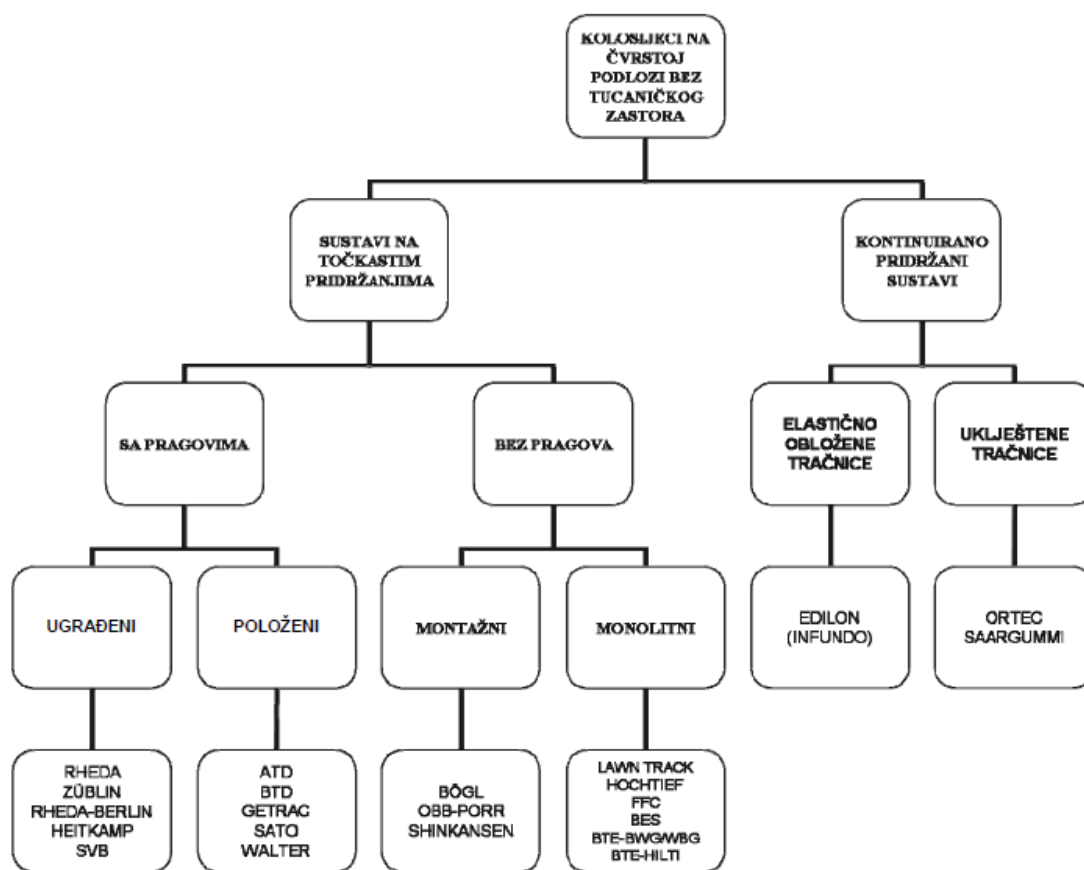 KOLOSIJECI NA
ČVRSTOJ
PODLOZI BEZ
TUCANIČKOG
ZASTORA
SUSTAVI NA
TOČKASTIM
PRIDRŽANJIMA
KONTINUIRANO
PRIDRŽANI
SUSTAVI
SA PRAGOVIMA
BEZ PRAGOVA
ELASTIČNO
OBLOŽENE
TRAČNICE
UKLJEŠTENE
TRAČNICE
UGRAĐENI
POLOŽENI
MONTAŽNI
MONOLITNI
EDILON
(INFUNDO)
ORTEC
SAARGUMMI
RHEDA
ZÜBLIN
RHEDA-BERLIN
HEITKAMP
SVB
ATD
BTD
GETRAC
SATO
WALTER
BÖGL
OBB-PORR
SHINKANSEN
LAWN TRACK
HOCHTIEF
FFC
BES
BTE-BWG/WBG
BTE-HILTI